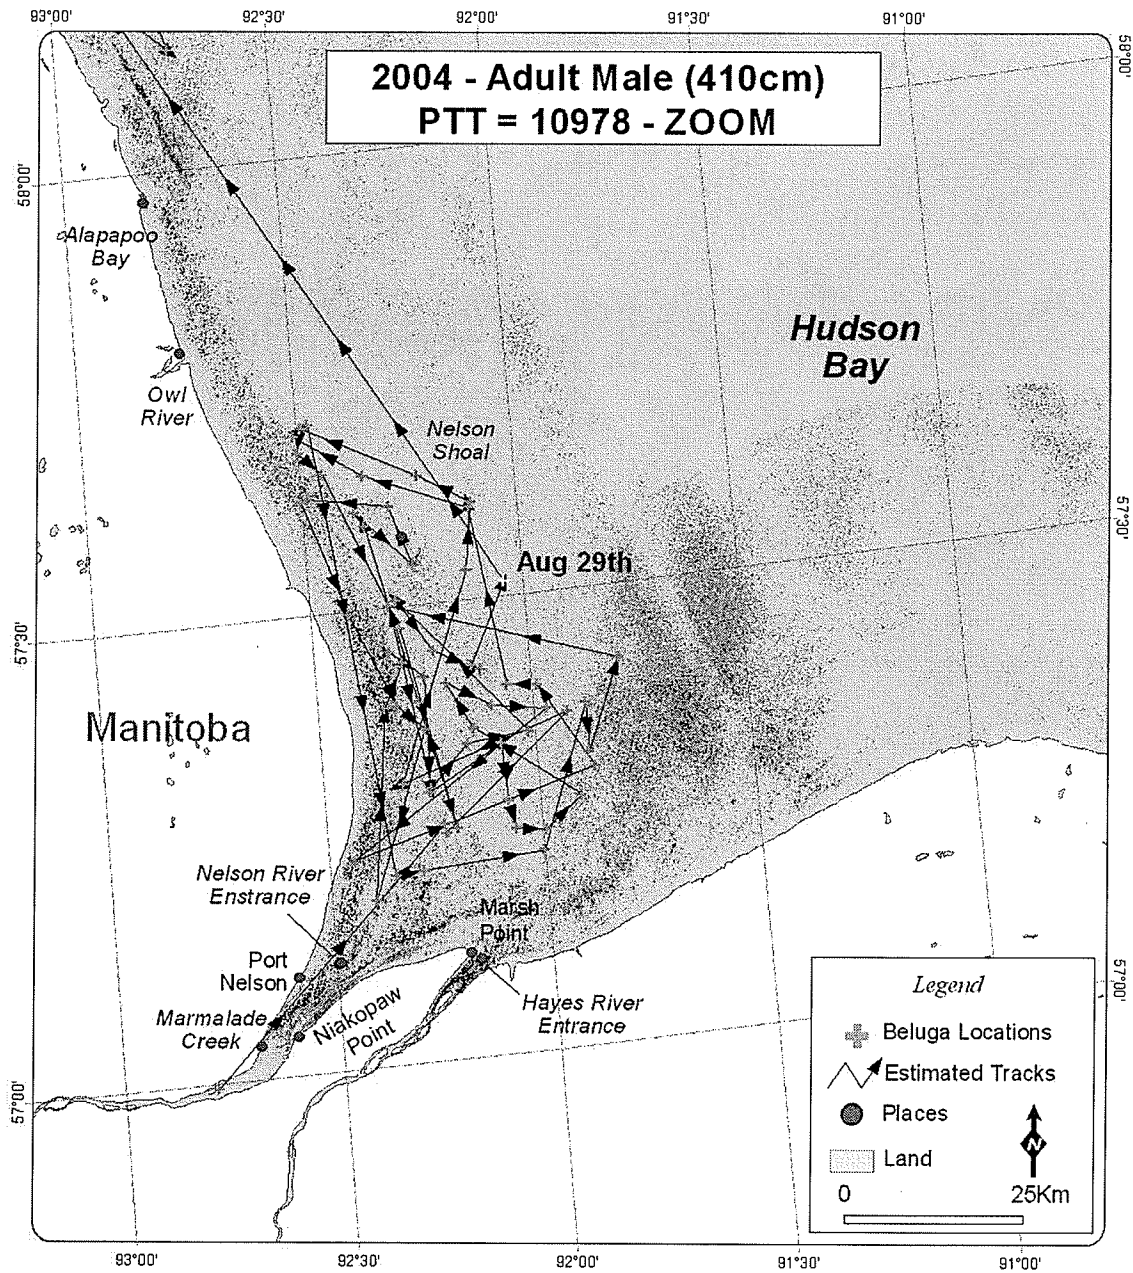 93°00'
92°30'
92°00'
91°30'
91°00'
58°00'
2004 - Adult Male (410cm)
PTT = 10978 - ZOOM
58°00'
Alapapoo
Bay
Hudson
Bay
Owl
River
Nelson
Shoal
57°30'
Aug 29th
57°30'
Manitoba
Nelson River
Enstrance
Marsh
Point
Port
Nelson
57°00'
Marmalade
Creek
Niakopaw
Point
Hayes River
Entrance
57°00'
Legend
Beluga Locations
Estimated Tracks
Places
Land
N
0
25Km
93°00'
92°30'
92°00'
91°30'
91°00'